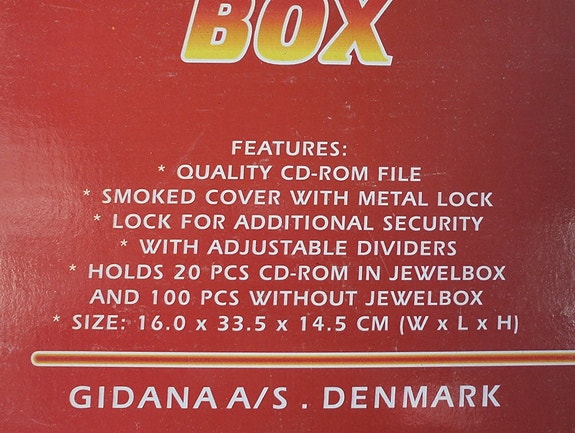 BOX
FEATURES:
* QUALITY CD-ROM FILE
* SMOKED COVER WITH METAL LOCK
* LOCK FOR ADDITIONAL SECURITY
* WITH ADJUSTABLE DIVIDERS
* HOLDS 20 PCS CD-ROM IN JEWELBOX
AND 100 PCS WITHOUT JEWELBOX
* SIZE: 16.0 x 33.5 x 14.5 CM (W x L x H)
GIDANA A/S . DENMARK